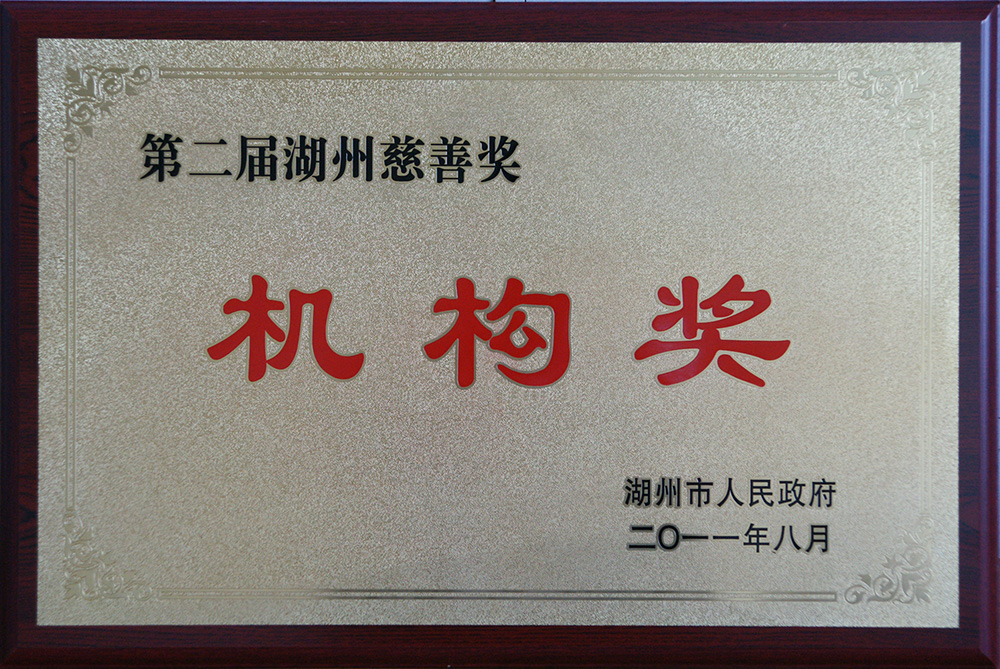 第二届湖州慈善奖
机构奖
湖州市人民政府
二〇一一年八月